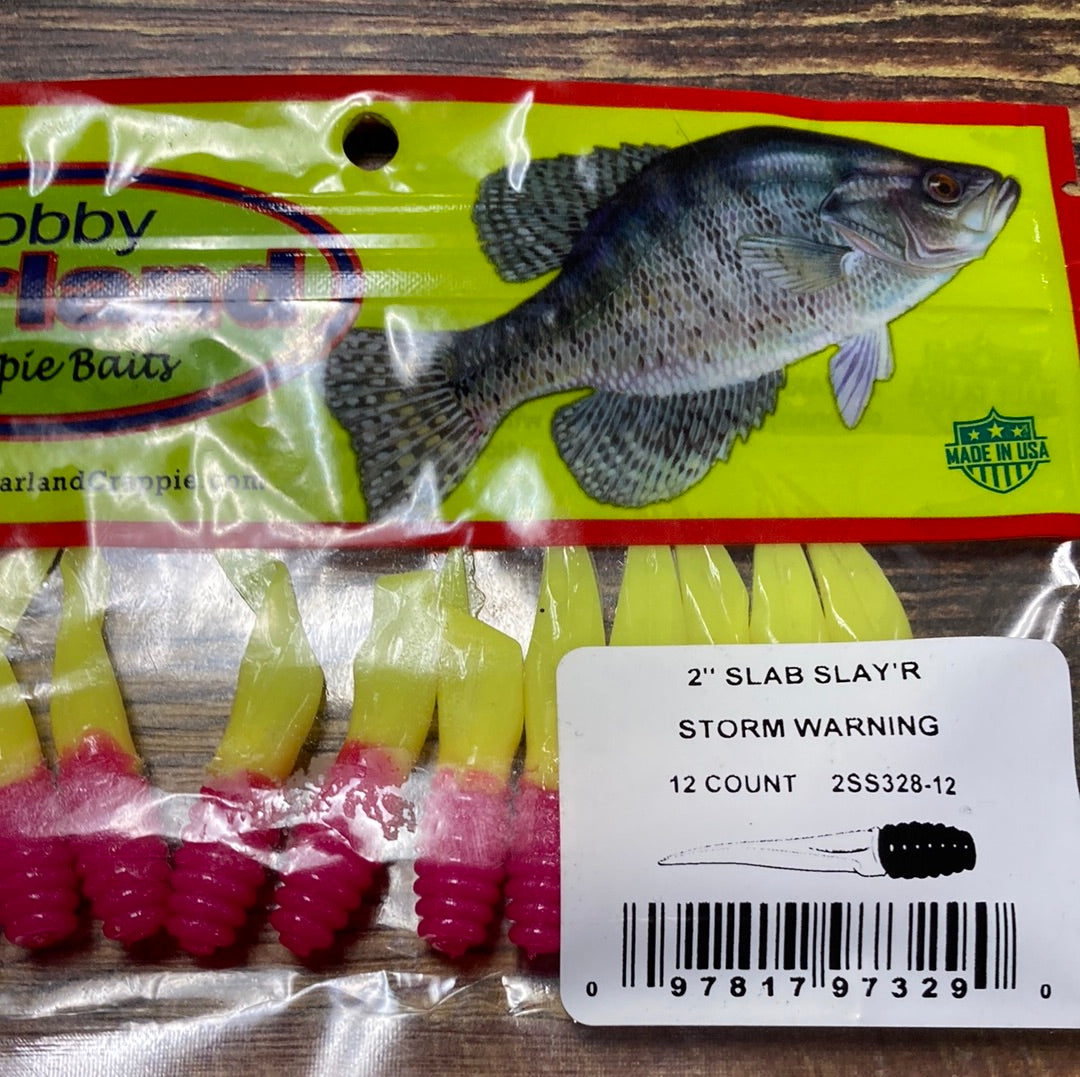 obby
rland
pie Baits
arlandCrappie.com
MADE IN USA
2" SLAB SLAY'R
STORM WARNING
12 COUNT 2SS328-12
0 97817 97329 0